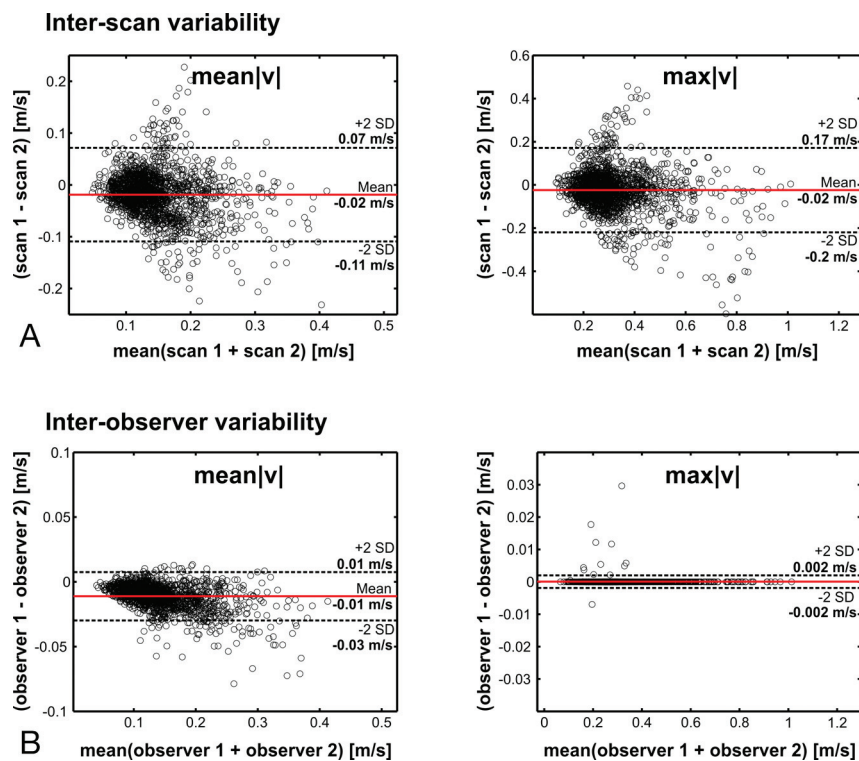 Inter-scan variability
mean|v|
(scan 1 - scan 2) [m/s]
0.2
0.1
0
-0.1
-0.2
+2 SD
0.07 m/s
Mean
-0.02 m/s
-2 SD
-0.11 m/s
0.1 0.2 0.3 0.4 0.5
mean(scan 1 + scan 2) [m/s]
A
max|v|
(scan 1 - scan 2) [m/s]
0.6
0.4
0.2
0
-0.2
-0.4
+2 SD
0.17 m/s
Mean
-0.02 m/s
-2 SD
-0.2 m/s
0.2 0.4 0.6 0.8 1 1.2
mean(scan 1 + scan 2) [m/s]
Inter-observer variability
mean|v|
(observer 1 - observer 2) [m/s]
0.1
0.05
0
-0.05
-0.1
+2 SD
0.01 m/s
Mean
-0.01 m/s
-2 SD
-0.03 m/s
0.1 0.2 0.3 0.4 0.5
mean(observer 1 + observer 2) [m/s]
B
max|v|
(observer 1 - observer 2) [m/s]
0.03
0.02
0.01
0
-0.01
-0.02
-0.03
+2 SD
0.002 m/s
-2 SD
-0.002 m/s
0 0.2 0.4 0.6 0.8 1 1.2
mean(observer 1 + observer 2) [m/s]